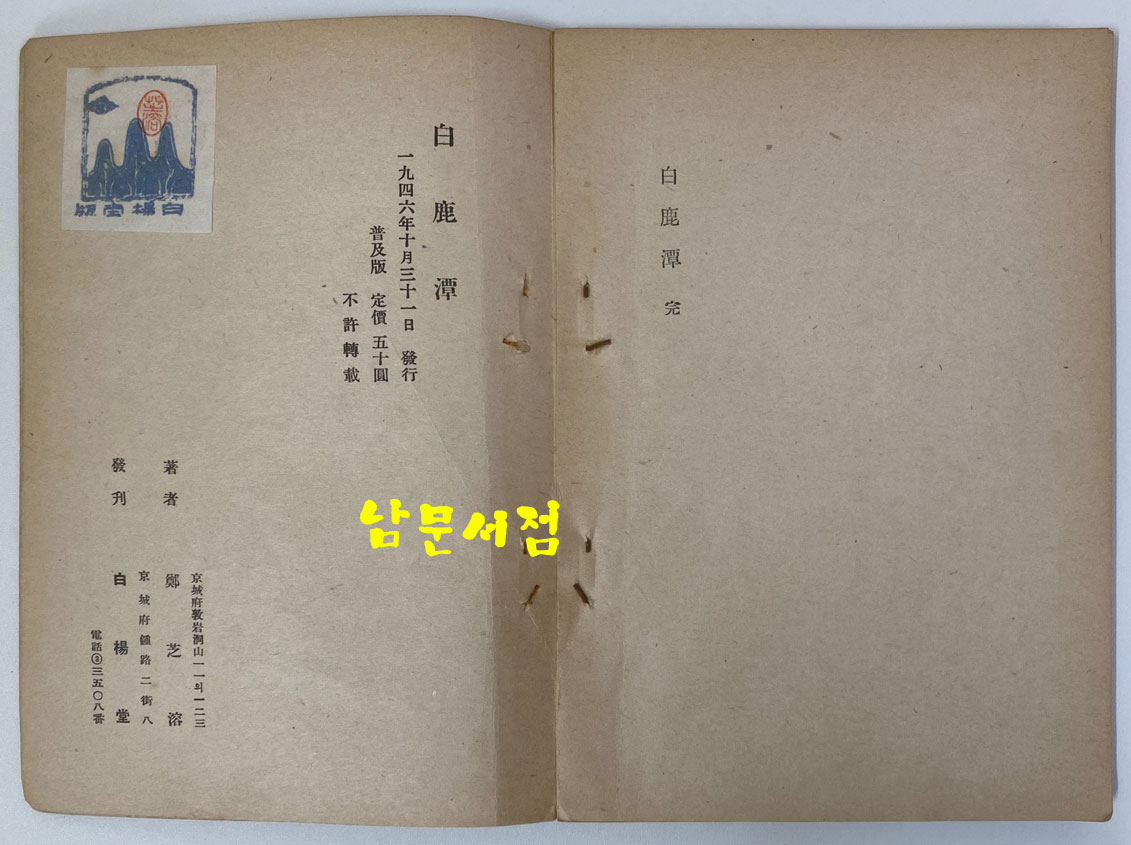 白鹿潭 完
白鹿潭
一九四六年十月三十一日 發行
普及版 定價 五十圓
不許轉載
京城府敦岩洞山一一의一二三
著者 鄭芝溶
京城府鍾路二街八
發刊 白楊堂
電話③三五〇八番
芝溶
白楊堂版
남문서점